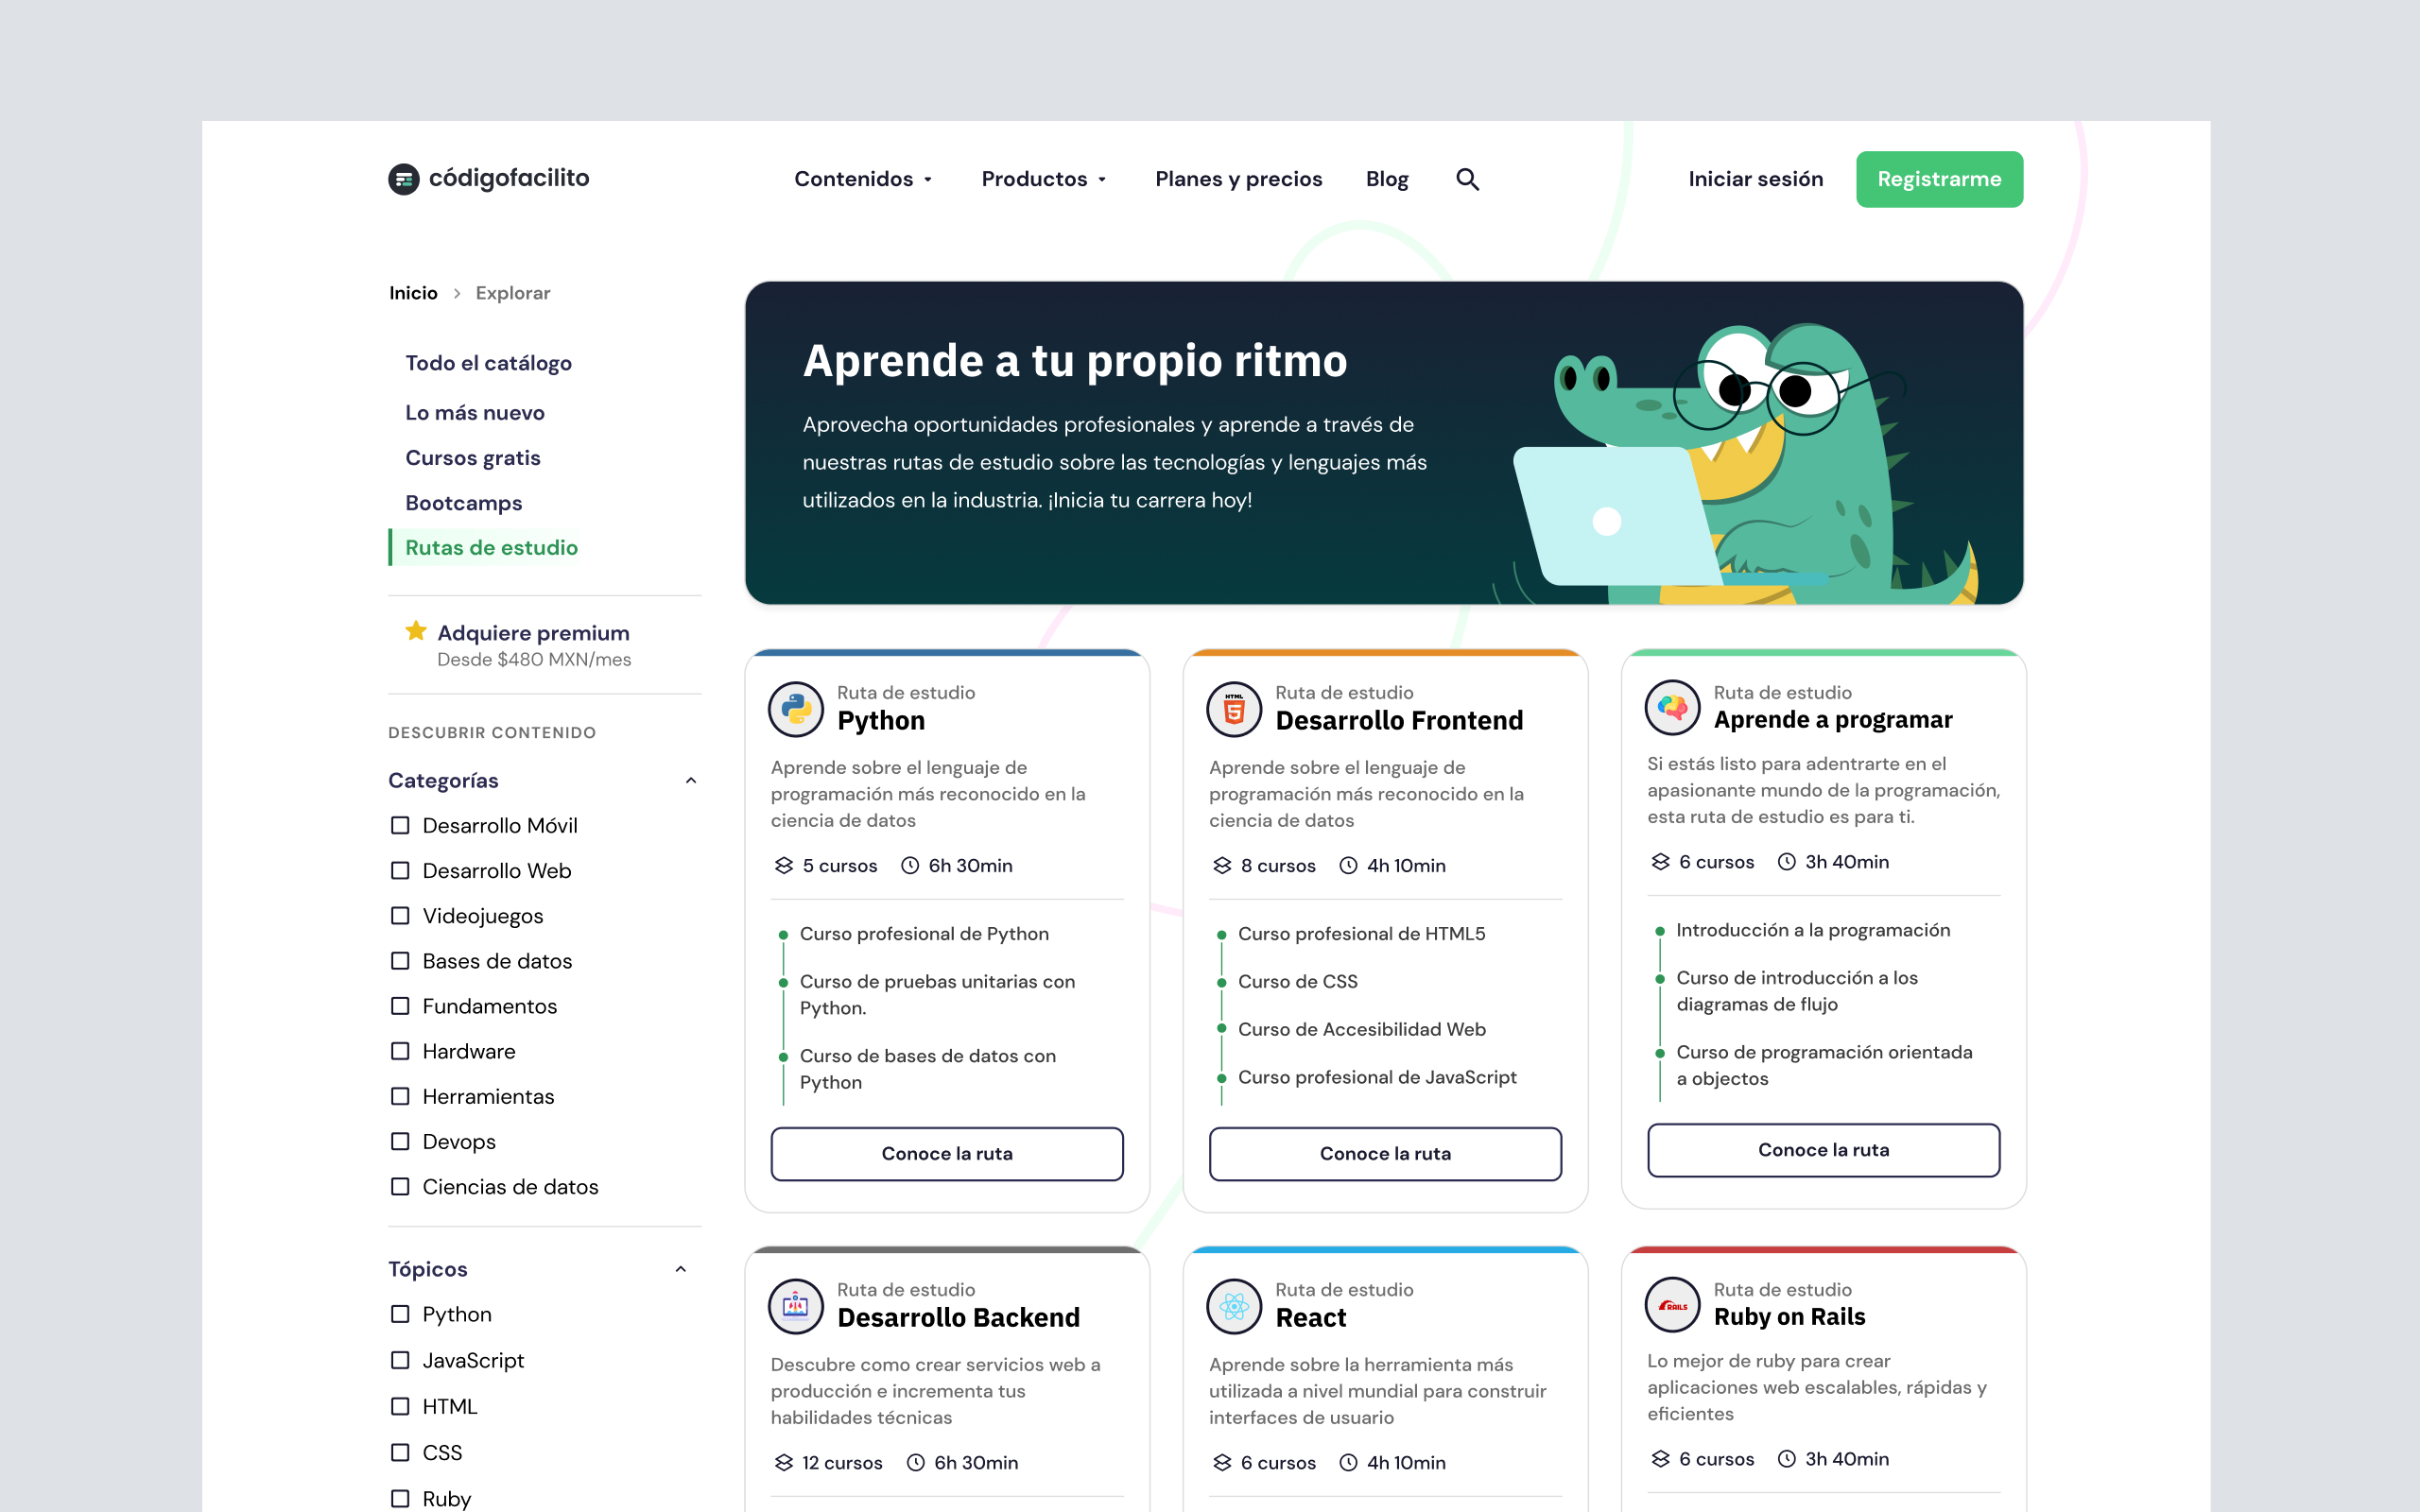 códigofacilito
Contenidos
Productos
Planes y precios
Blog
Iniciar sesión
Registrarme
Inicio > Explorar
Todo el catálogo
Lo más nuevo
Cursos gratis
Bootcamps
Rutas de estudio
Adquiere premium
Desde $480 MXN/mes
DESCUBRIR CONTENIDO
Categorías
Desarrollo Móvil
Desarrollo Web
Videojuegos
Bases de datos
Fundamentos
Hardware
Herramientas
Devops
Ciencias de datos
Tópicos
Python
JavaScript
HTML
CSS
Ruby
Aprende a tu propio ritmo
Aprovecha oportunidades profesionales y aprende a través de
nuestras rutas de estudio sobre las tecnologías y lenguajes más
utilizados en la industria. ¡Inicia tu carrera hoy!
Ruta de estudio
Python
Aprende sobre el lenguaje de
programación más reconocido en la
ciencia de datos
5 cursos
6h 30min
Curso profesional de Python
Curso de pruebas unitarias con
Python.
Curso de bases de datos con
Python
Conoce la ruta
HTML
5
Ruta de estudio
Desarrollo Frontend
Aprende sobre el lenguaje de
programación más reconocido en la
ciencia de datos
8 cursos
4h 10min
Curso profesional de HTML5
Curso de CSS
Curso de Accesibilidad Web
Curso profesional de JavaScript
Conoce la ruta
Ruta de estudio
Aprende a programar
Si estás listo para adentrarte en el
apasionante mundo de la programación,
esta ruta de estudio es para ti.
6 cursos
3h 40min
Introducción a la programación
Curso de introducción a los
diagramas de flujo
Curso de programación orientada
a objectos
Conoce la ruta
Ruta de estudio
Desarrollo Backend
Descubre como crear servicios web a
producción e incrementa tus
habilidades técnicas
12 cursos
6h 30min
Ruta de estudio
React
Aprende sobre la herramienta más
utilizada a nivel mundial para construir
interfaces de usuario
6 cursos
4h 10min
RAILS
Ruta de estudio
Ruby on Rails
Lo mejor de ruby para crear
aplicaciones web escalables, rápidas y
eficientes
6 cursos
3h 40min